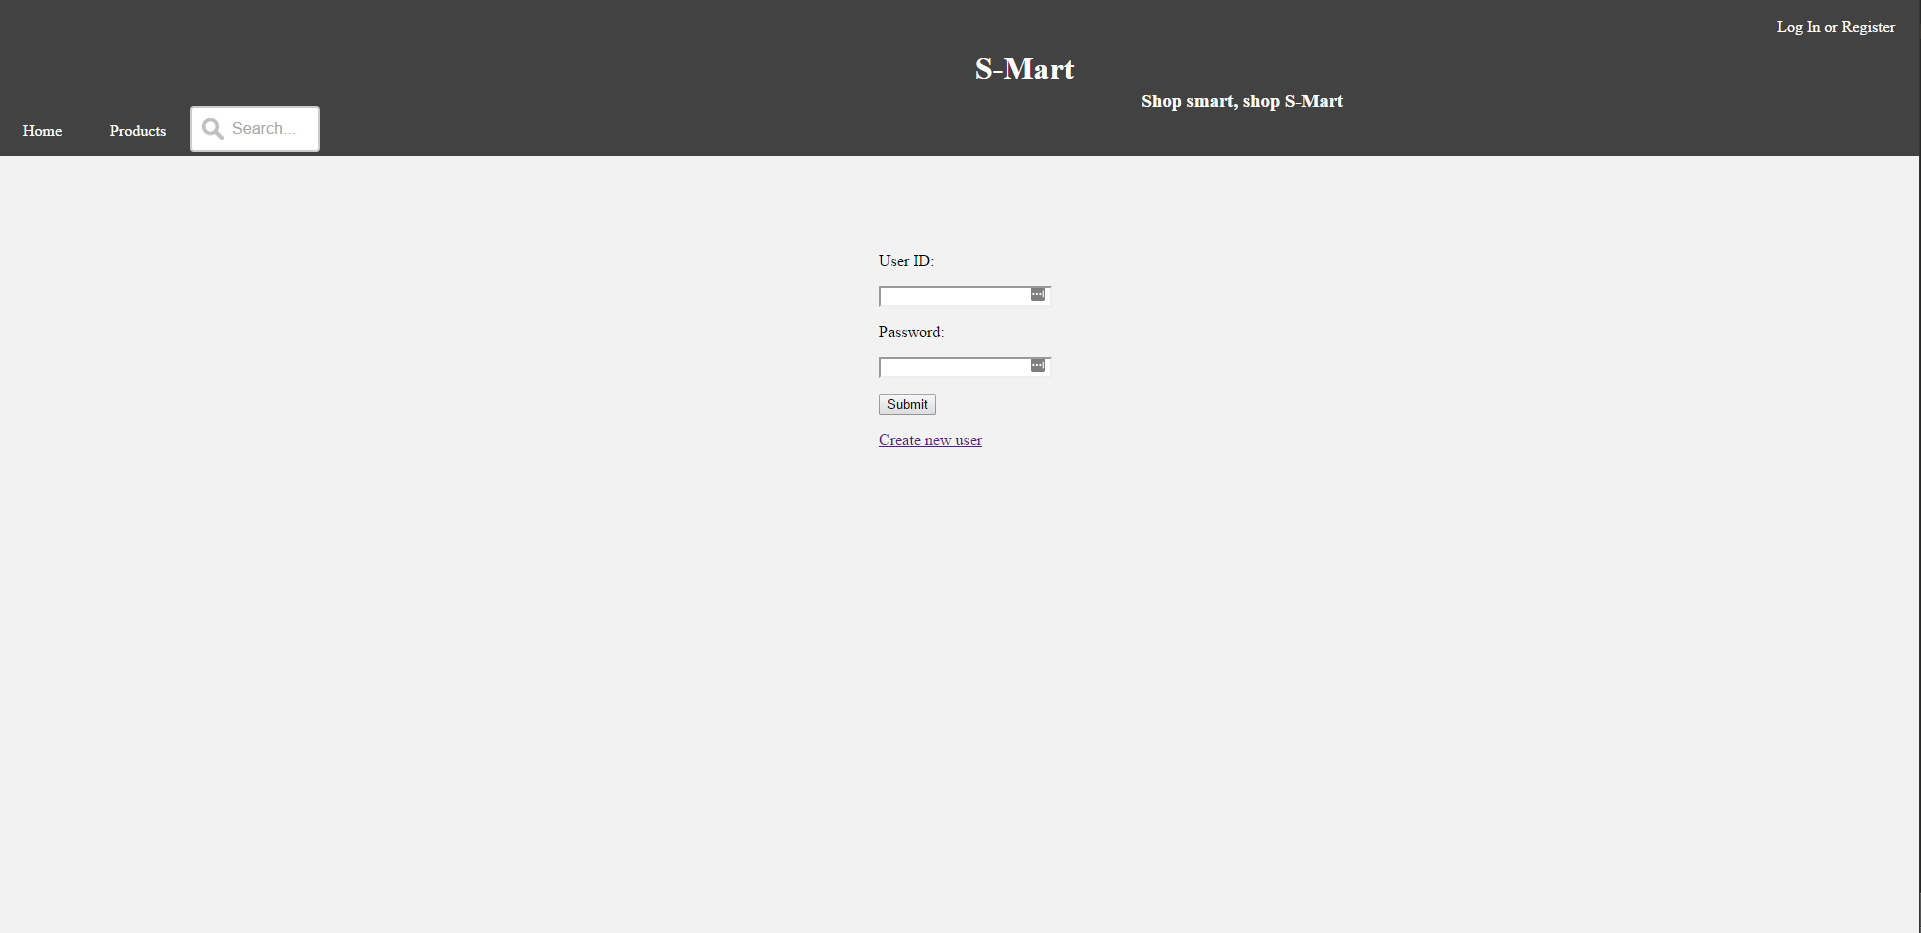 Log In or Register
S-Mart
Shop smart, shop S-Mart
Home Products Search...
User ID:
Password:
Submit
Create new user